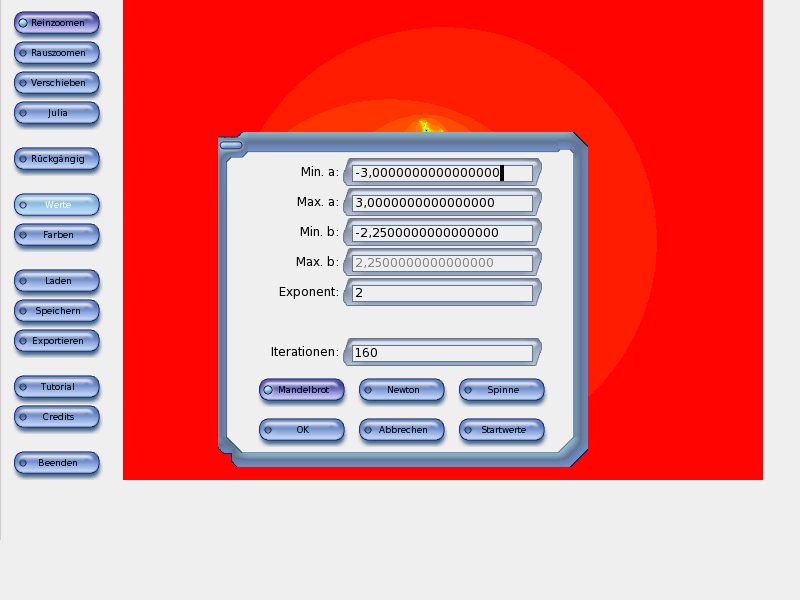 Reinzoomen
Rauszoomen
Verschieben
Julia
Rückgängig
Werte
Farben
Laden
Speichern
Exportieren
Tutorial
Credits
Beenden
Min. a: -3,0000000000000000
Max. a: 3,0000000000000000
Min. b: -2,2500000000000000
Max. b: 2,2500000000000000
Exponent: 2
Iterationen: 160
Mandelbrot Newton Spinne
OK Abbrechen Startwerte